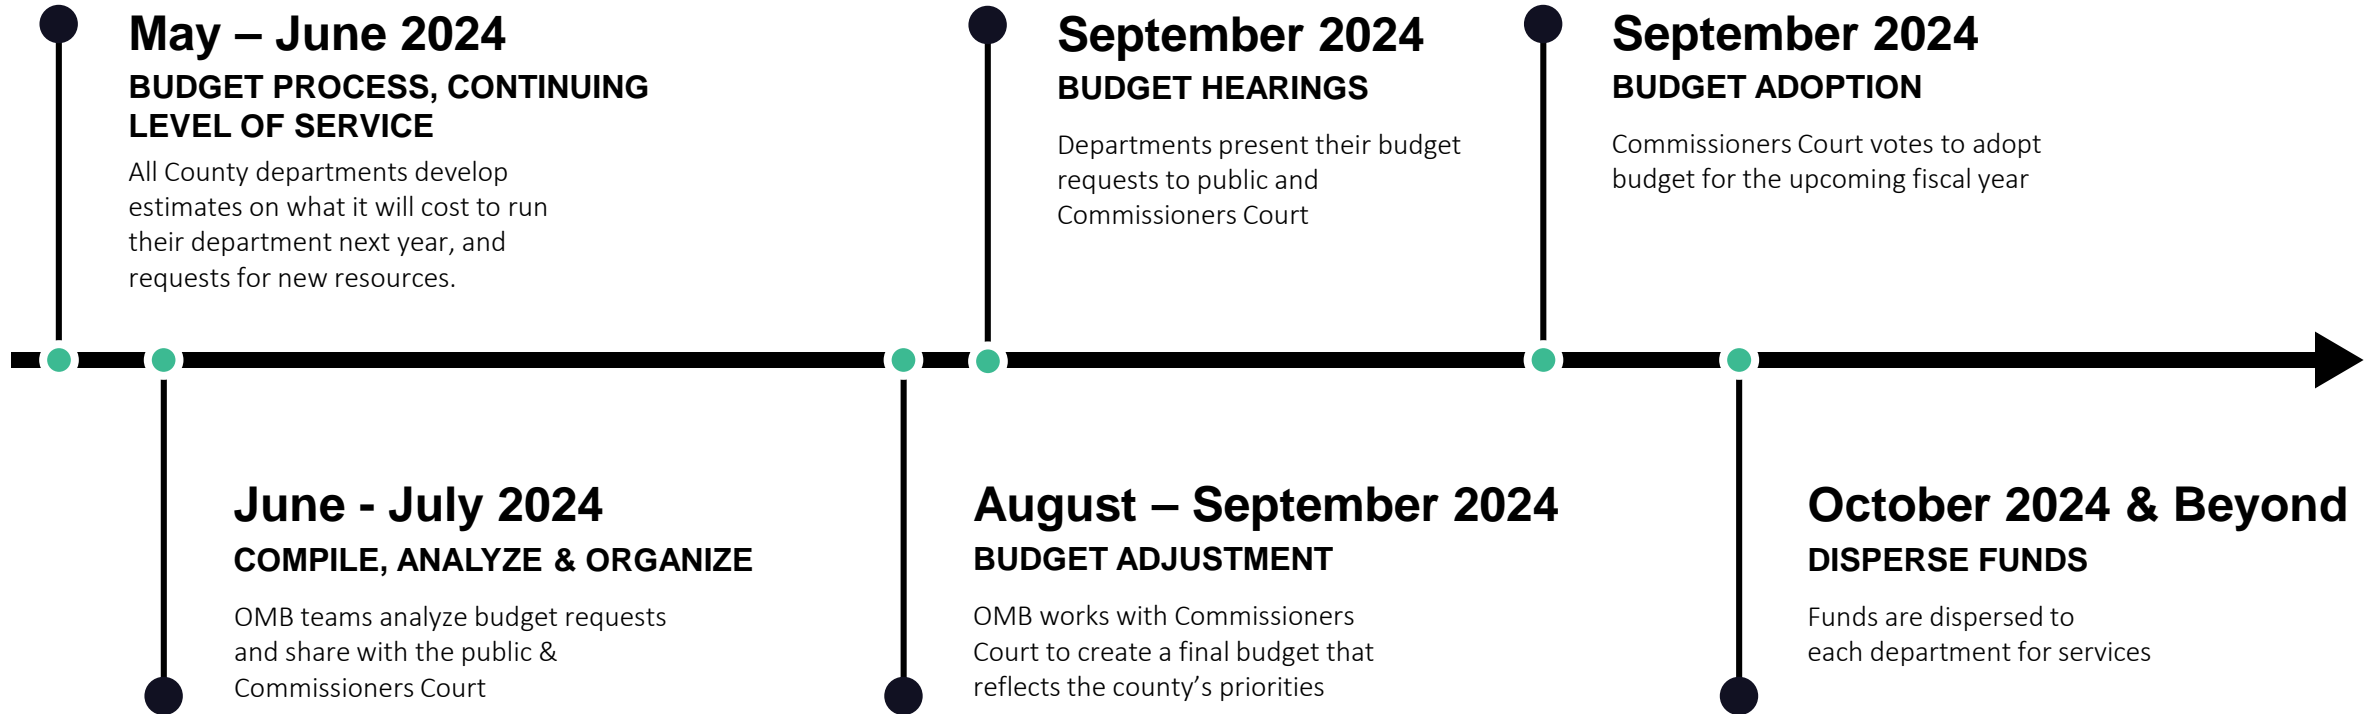 May – June 2024
BUDGET PROCESS, CONTINUING
LEVEL OF SERVICE
All County departments develop
estimates on what it will cost to run
their department next year, and
requests for new resources.
September 2024
BUDGET HEARINGS
Departments present their budget
requests to public and
Commissioners Court
September 2024
BUDGET ADOPTION
Commissioners Court votes to adopt
budget for the upcoming fiscal year
June - July 2024
COMPILE, ANALYZE & ORGANIZE
OMB teams analyze budget requests
and share with the public &
Commissioners Court
August – September 2024
BUDGET ADJUSTMENT
OMB works with Commissioners
Court to create a final budget that
reflects the county’s priorities
October 2024 & Beyond
DISPERSE FUNDS
Funds are dispersed to
each department for services